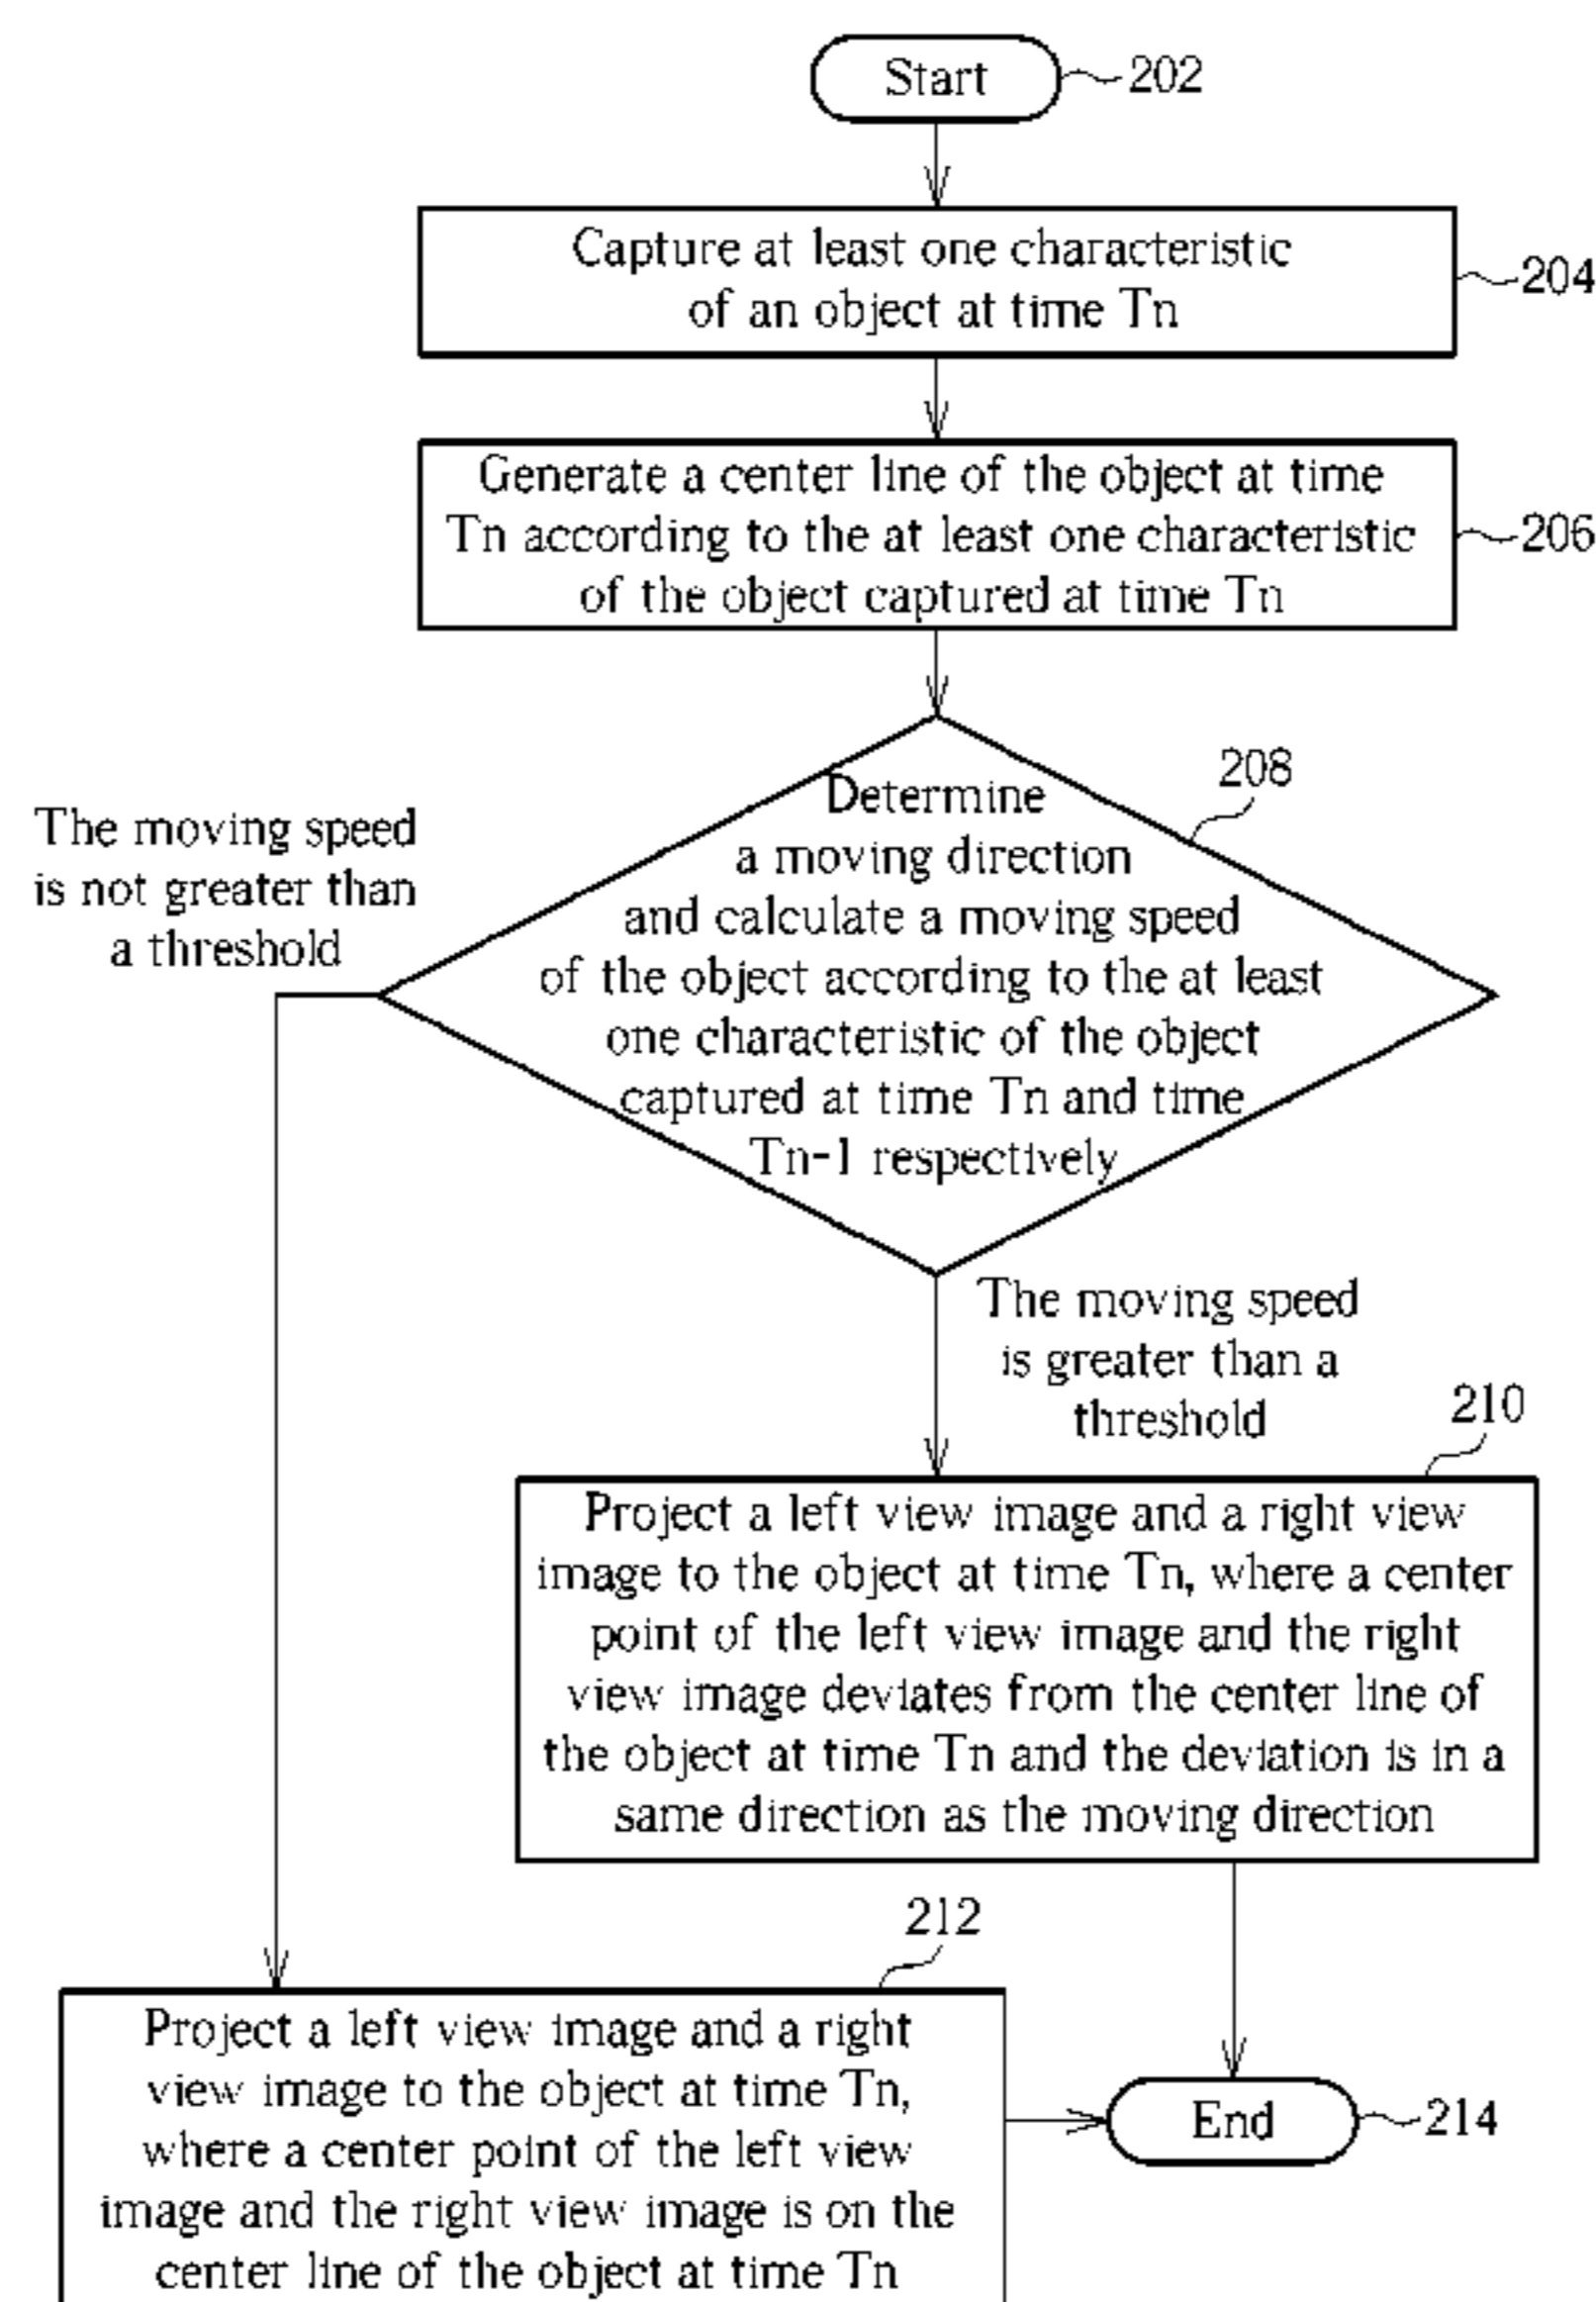 Start
202
Capture at least one characteristic
of an object at time Tn
204
Generate a center line of the object at time
Tn according to the at least one characteristic
of the object captured at time Tn
206
208
Determine
a moving direction
and calculate a moving speed
of the object according to the at least
one characteristic of the object
captured at time Tn and time
Tn-1 respectively
The moving speed
is not greater than
a threshold
The moving speed
is greater than a
threshold
210
Project a left view image and a right view
image to the object at time Tn, where a center
point of the left view image and the right
view image deviates from the center line of
the object at time Tn and the deviation is in a
same direction as the moving direction
212
Project a left view image and a right
view image to the object at time Tn,
where a center point of the left view
image and the right view image is on the
center line of the object at time Tn
End
214